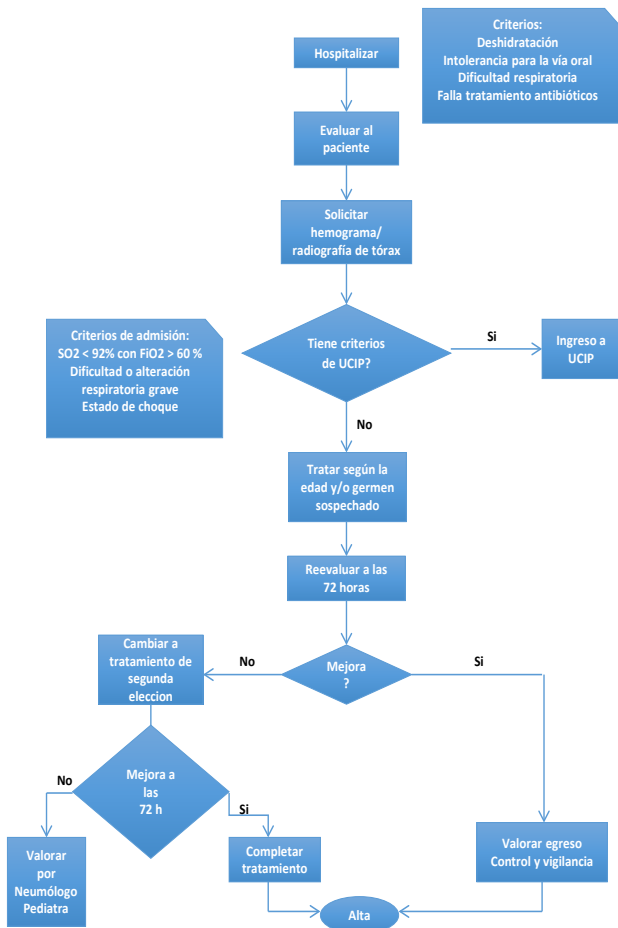 Criterios:
Deshidratación
Intolerancia para la vía oral
Dificultad respiratoria
Falla tratamiento antibióticos
Hospitalizar
Evaluar al
paciente
Solicitar
hemograma/
radiografía de tórax
Criterios de admisión:
SO2 < 92% con FiO2 > 60 %
Dificultad o alteración
respiratoria grave
Estado de choque
Tiene criterios
de UCIP?
Si
Ingreso a
UCIP
No
Tratar según la
edad y/o germen
sospechado
Reevaluar a las
72 horas
Mejora
?
No
Si
Cambiar a
tratamiento de
segunda
eleccion
Mejora a
las
72 h
No
Si
Valorar
por
Neumólogo
Pediatra
Completar
tratamiento
Valorar egreso
Control y vigilancia
Alta